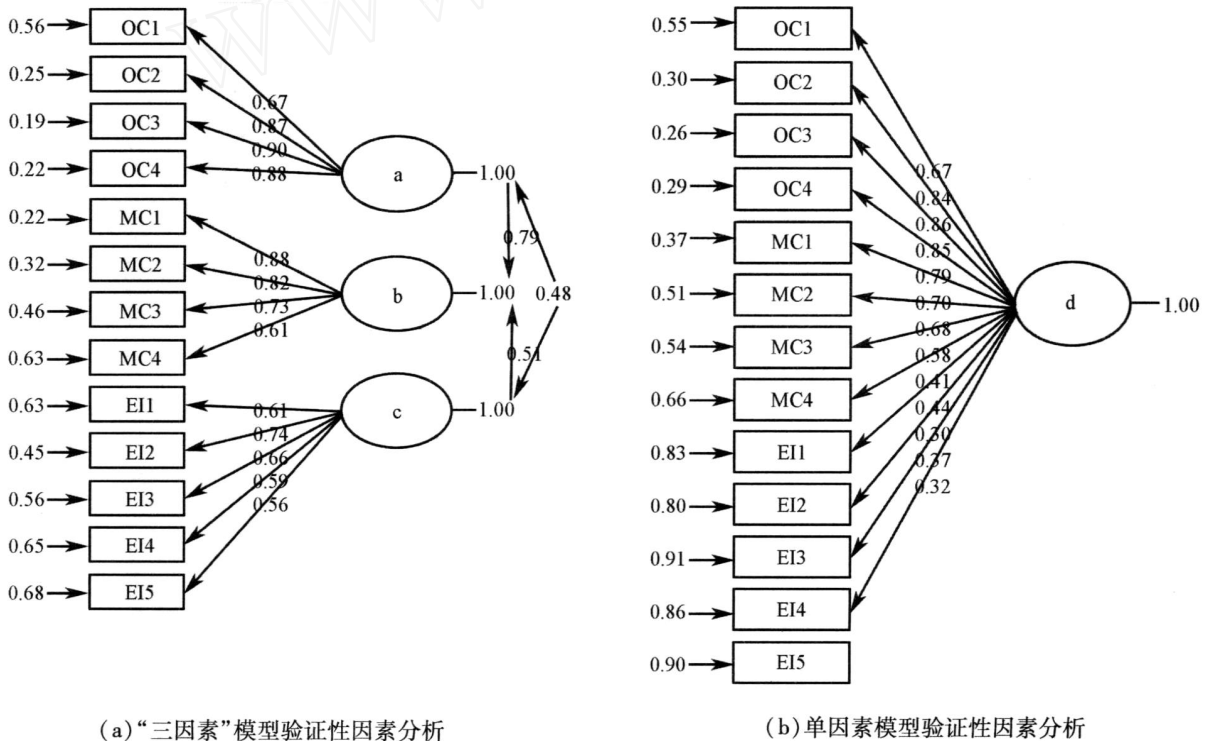 0.56 OC1
0.25 OC2
0.19 OC3
0.22 OC4
0.22 MC1
0.32 MC2
0.46 MC3
0.63 MC4
0.63 EI1
0.45 EI2
0.56 EI3
0.65 EI4
0.68 EI5
0.67
0.87
0.90
0.88
0.88
0.82
0.73
0.61
0.61
0.74
0.66
0.59
0.56
a 1.00
b 1.00
c 1.00
0.79
0.48
0.51
(a)“三因素”模型验证性因素分析
0.55 OC1
0.30 OC2
0.26 OC3
0.29 OC4
0.37 MC1
0.51 MC2
0.54 MC3
0.66 MC4
0.83 EI1
0.80 EI2
0.91 EI3
0.86 EI4
0.90 EI5
0.67
0.84
0.86
0.85
0.79
0.70
0.68
0.58
0.41
0.44
0.30
0.37
0.32
d 1.00
(b)单因素模型验证性因素分析